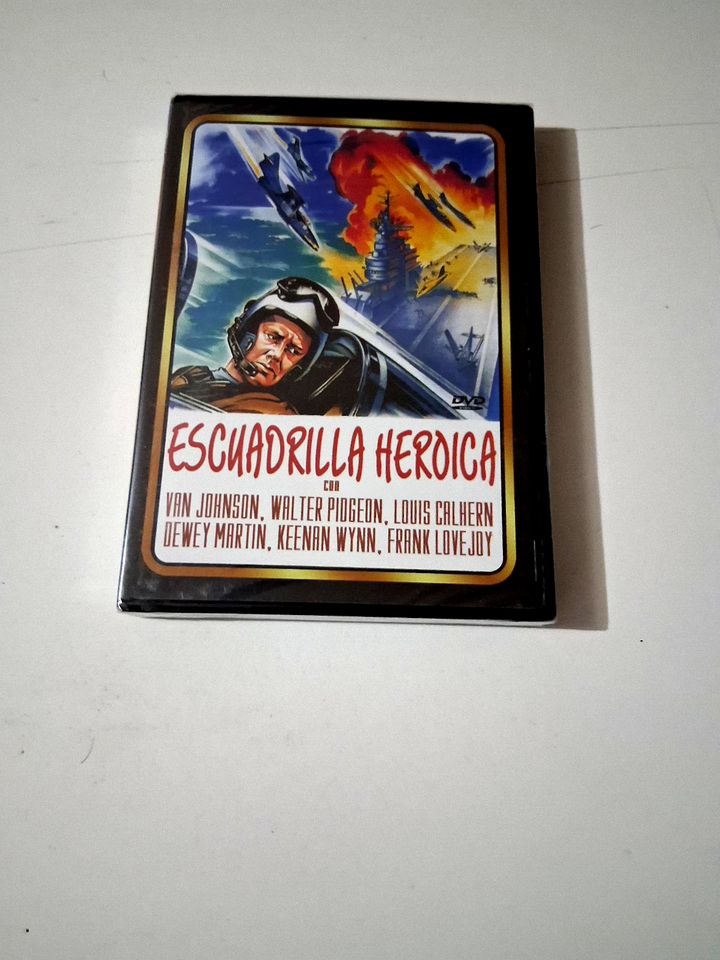 DVD
ESCUADRILLA HEROICA
con
VAN JOHNSON, WALTER PIDGEON, LOUIS CALHERN
DEWEY MARTIN, KEENAN WYNN, FRANK LOVEJOY